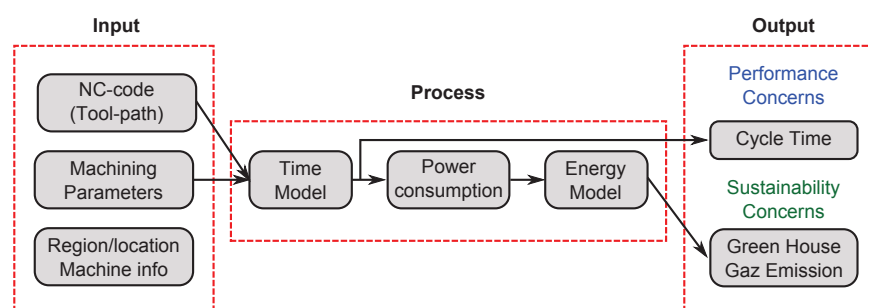 Input
NC-code
(Tool-path)
Machining
Parameters
Region/location
Machine info
Process
Time
Model
Power
consumption
Energy
Model
Output
Performance
Concerns
Cycle Time
Sustainability
Concerns
Green House
Gaz Emission